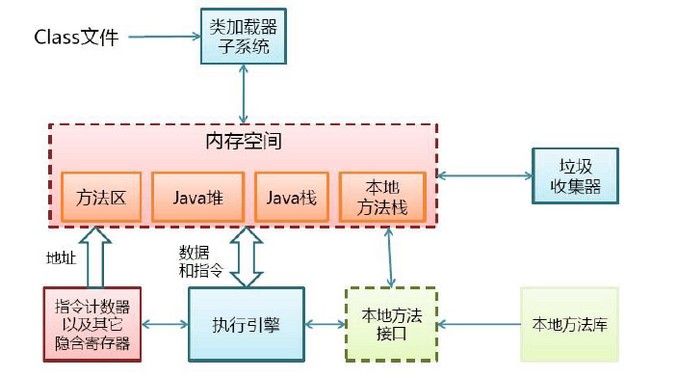 Class文件
类加载器
子系统
内存空间
方法区
Java堆
Java栈
本地
方法栈
垃圾
收集器
地址
数据
和指令
指令计数器
以及其它
隐含寄存器
执行引擎
本地方法
接口
本地方法库